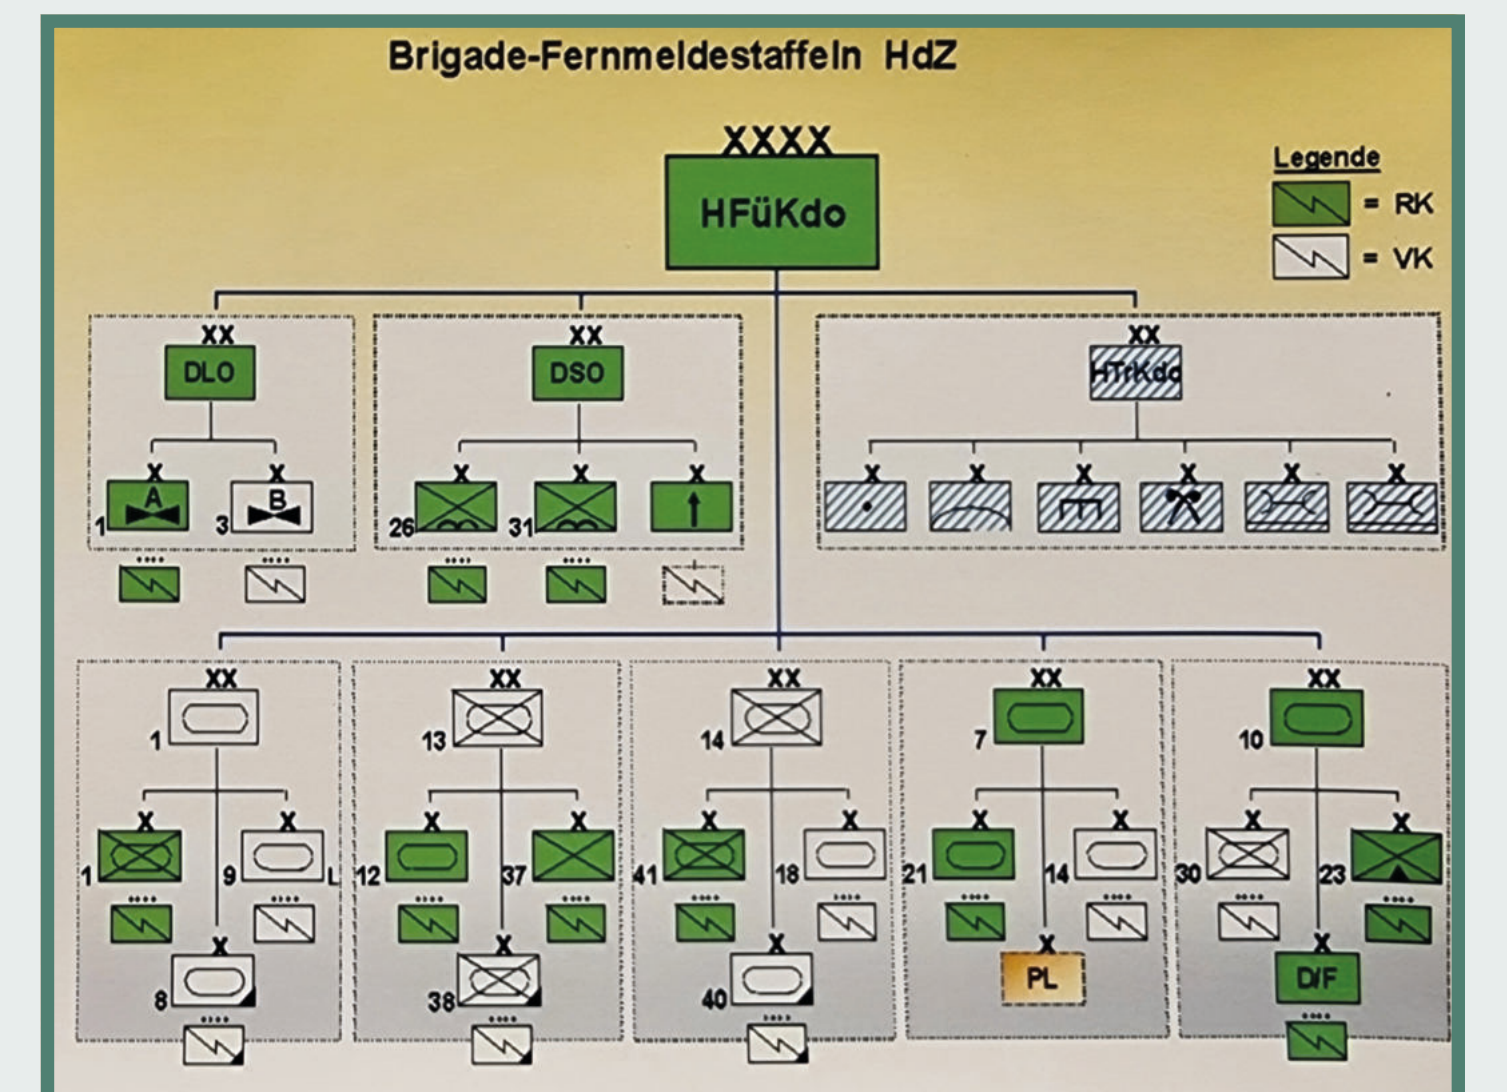 Brigade-Fernmeldestaffeln HdZ
XXXX
HFüKdo
Legende
= RK
= VK
XX
DLO
XX
DSO
XX
HTrKdo
X
A
1
X
B
3
X
26
X
31
X
X
X
X
X
X
X
XX
1
XX
13
XX
14
XX
7
XX
10
X
1
X
9
L
X
12
X
37
X
41
X
18
X
21
X
14
X
30
X
23
X
8
X
38
X
40
X
PL
X
D/F